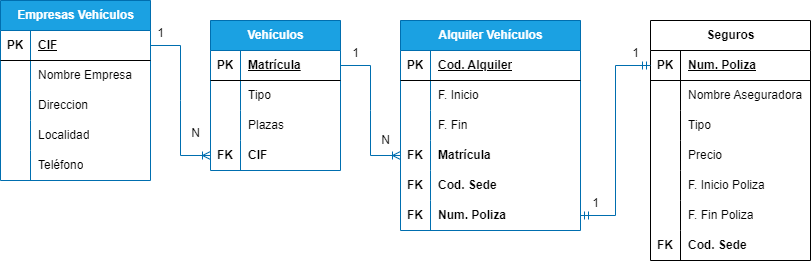 Empresas Vehículos
PK CIF
Nombre Empresa
Direccion
Localidad
Teléfono
1
N
Vehículos
PK Matrícula
Tipo
Plazas
FK CIF
1
N
Alquiler Vehículos
PK Cod. Alquiler
F. Inicio
F. Fin
FK Matrícula
FK Cod. Sede
FK Num. Poliza
1
1
Seguros
PK Num. Poliza
Nombre Aseguradora
Tipo
Precio
F. Inicio Poliza
F. Fin Poliza
FK Cod. Sede